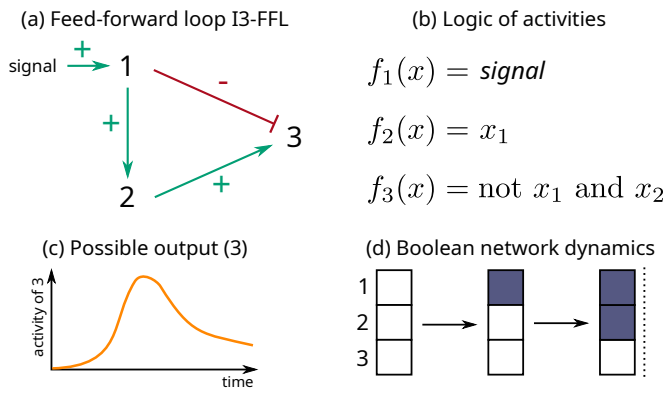 (a) Feed-forward loop I3-FFL
signal
+
1
-
+
3
2
+
(b) Logic of activities
f₁(x) = signal
f₂(x) = x₁
f₃(x) = not x₁ and x₂
(c) Possible output (3)
activity of 3
time
(d) Boolean network dynamics
1
2
3